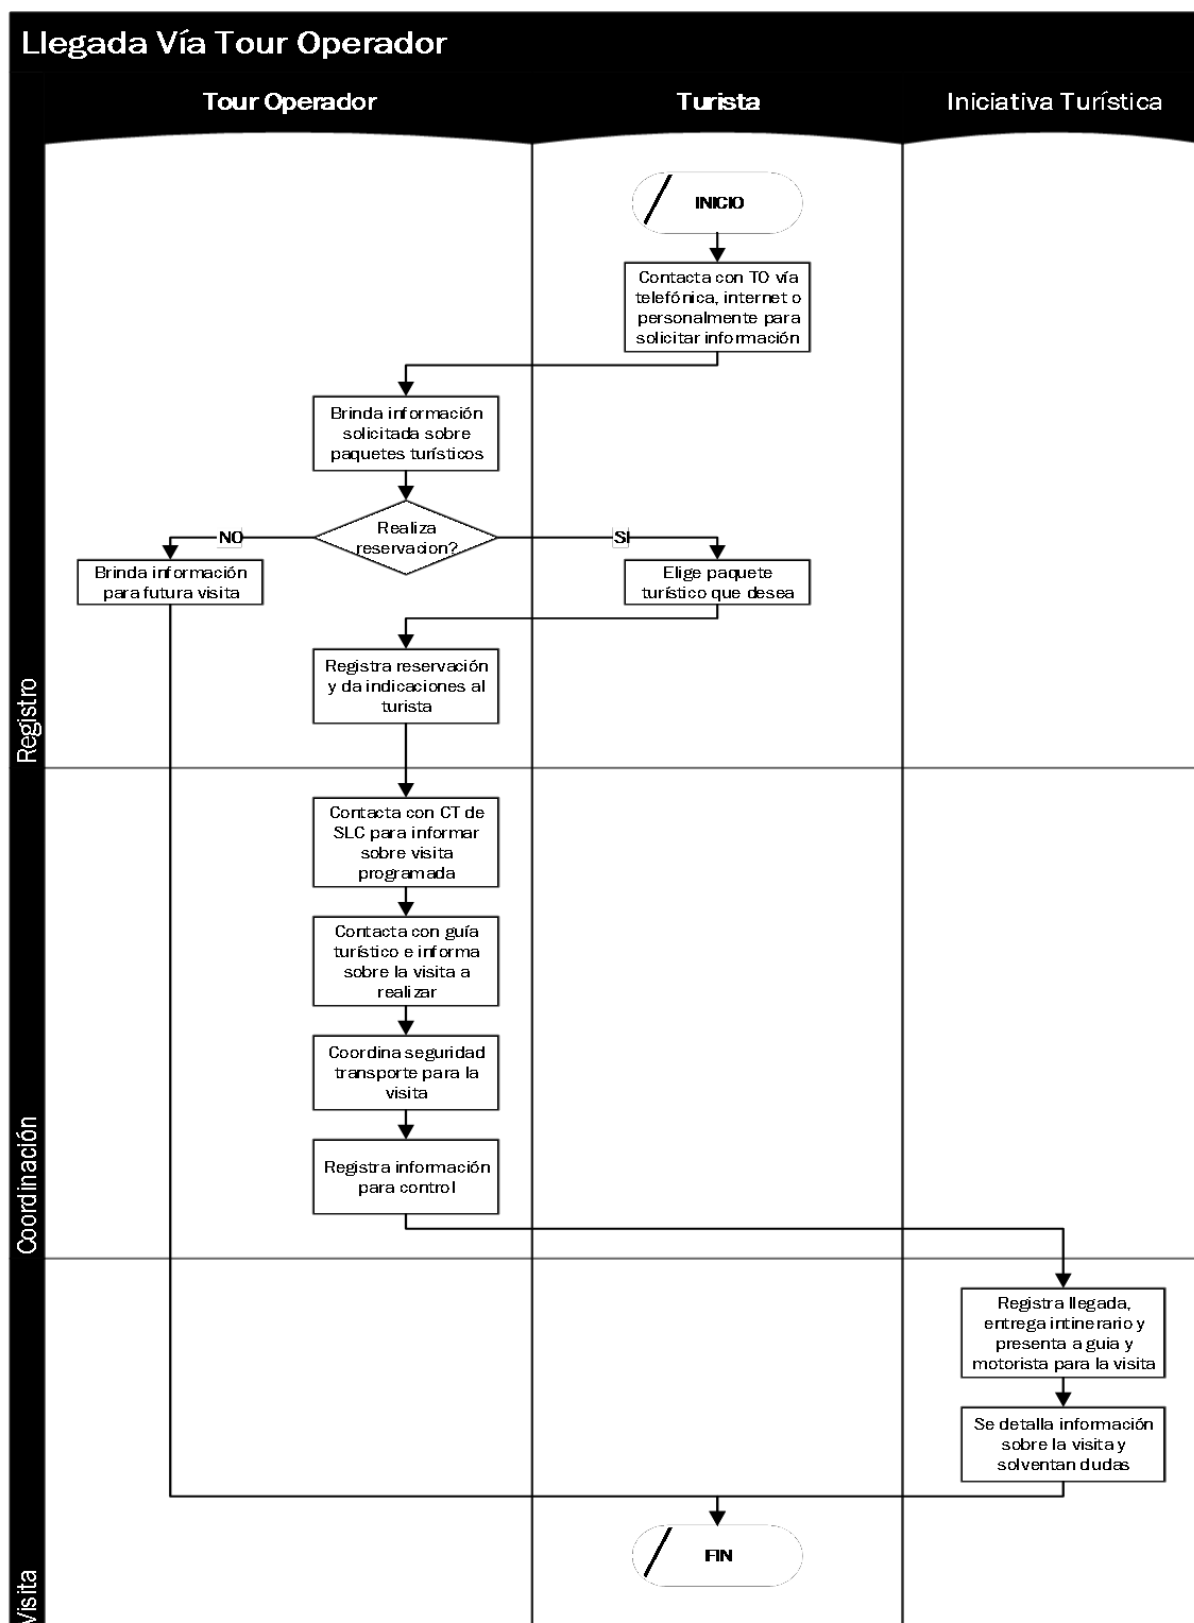 Llegada Vía Tour Operador
Tour Operador
Turista
Iniciativa Turística
INICIO
Contacta con TO vía
telefónica, internet o
personalmente para
solicitar información
Brinda información
solicitada sobre
paquetes turísticos
Realiza
reservacion?
NO
SI
Brinda información
para futura visita
Elige paquete
turístico que desea
Registra reservación
y da indicaciones al
turista
Registro
Contacta con CT de
SLC para informar
sobre visita
programada
Contacta con guía
turístico e informa
sobre la visita a
realizar
Coordina seguridad
transporte para la
visita
Registra información
para control
Coordinación
Registra llegada,
entrega intinerario y
presenta a guia y
motorista para la visita
Se detalla información
sobre la visita y
solventan dudas
FIN
Visita